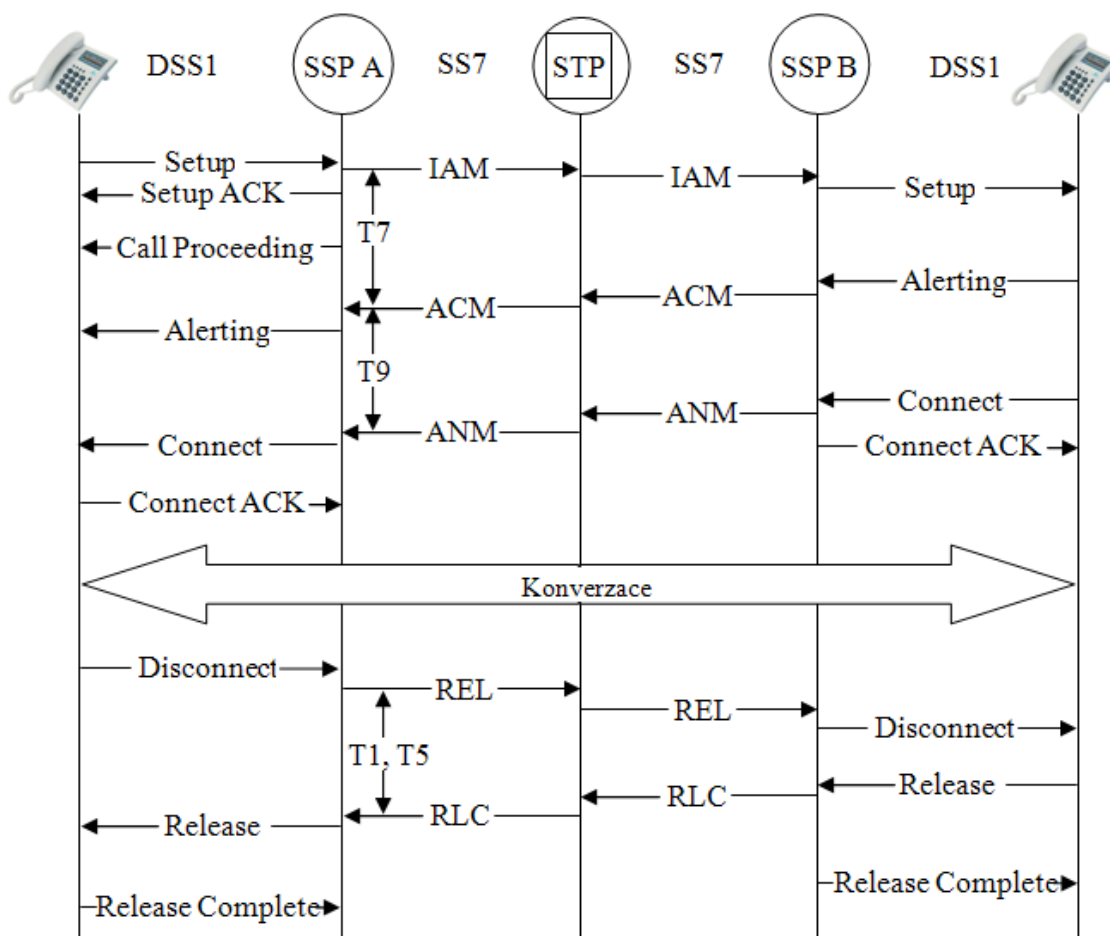 DSS1 SSP A SS7 STP SS7 SSP B DSS1
Setup IAM IAM Setup
Setup ACK
T7
Call Proceeding
Alerting
ACM ACM
Alerting
T9
Connect
ANM ANM
Connect Connect ACK
Connect ACK
Konverzace
Disconnect
REL REL
Disconnect
T1, T5
Release
RLC RLC
Release
Release Complete
Release Complete